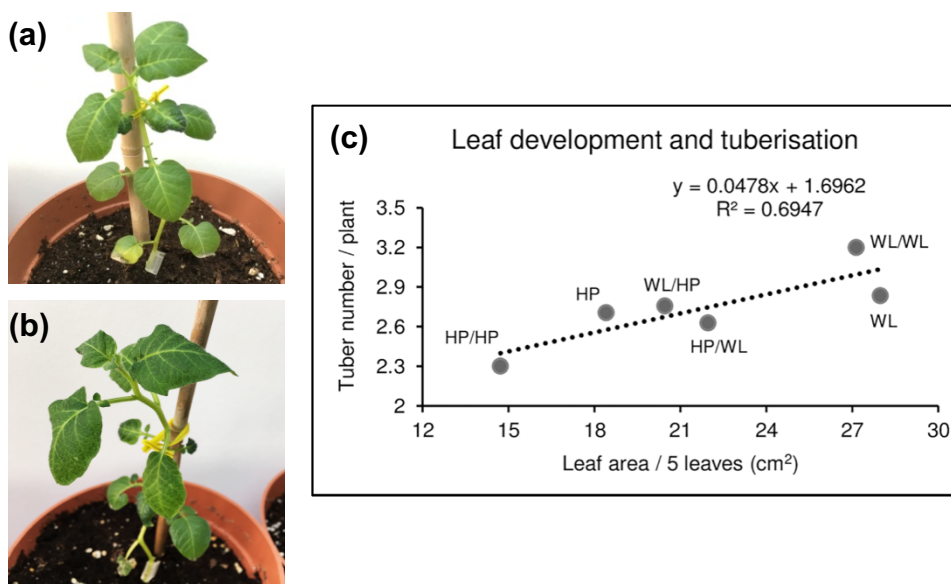 (a)
(b)
(c)
Leaf development and tuberisation
y = 0.0478x + 1.6962
R² = 0.6947
Tuber number / plant
3.5
3.2
2.9
2.6
2.3
2
WL/WL
WL
WL/HP
HP
HP/WL
HP/HP
12 15 18 21 24 27 30
Leaf area / 5 leaves (cm²)